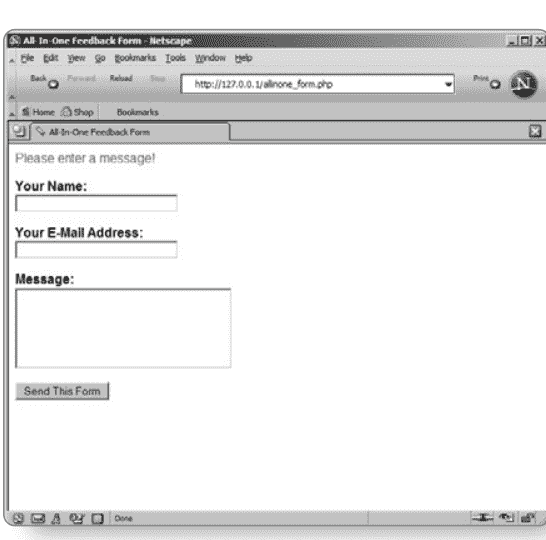 All-In-One Feedback Form - Netscape
File Edit View Go Bookmarks Tools Window Help
Back Forward Reload Stop http://127.0.0.1/allinone_form.php Print N
Home Shop Bookmarks
All-In-One Feedback Form
Please enter a message!
Your Name:
Your E-Mail Address:
Message:
Send This Form
Done